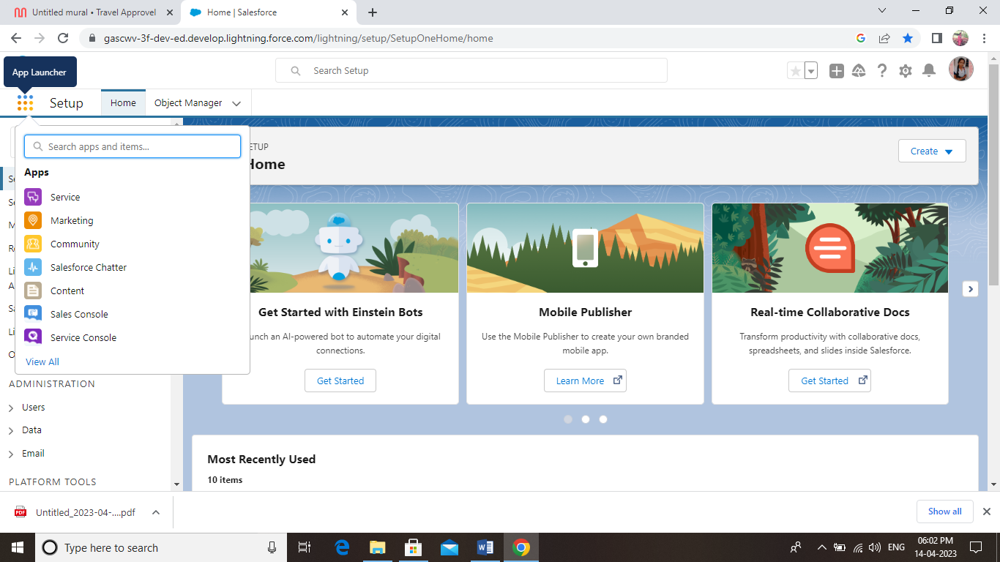 Untitled mural • Travel Approvel
Home | Salesforce
gascwv-3f-dev-ed.develop.lightning.force.com/lightning/setup/SetupOneHome/home
App Launcher
Search Setup
Setup
Home
Object Manager
Search apps and items...
Apps
Service
Marketing
Community
Salesforce Chatter
Content
Sales Console
Service Console
View All
ADMINISTRATION
Users
Data
Email
PLATFORM TOOLS
ETUP
Home
Create
Get Started with Einstein Bots
unch an AI-powered bot to automate your digital
connections.
Get Started
Mobile Publisher
Use the Mobile Publisher to create your own branded
mobile app.
Learn More
Real-time Collaborative Docs
Transform productivity with collaborative docs,
spreadsheets, and slides inside Salesforce.
Get Started
Most Recently Used
10 items
PDF
Untitled_2023-04-....pdf
Show all
Type here to search
ENG
06:02 PM
14-04-2023